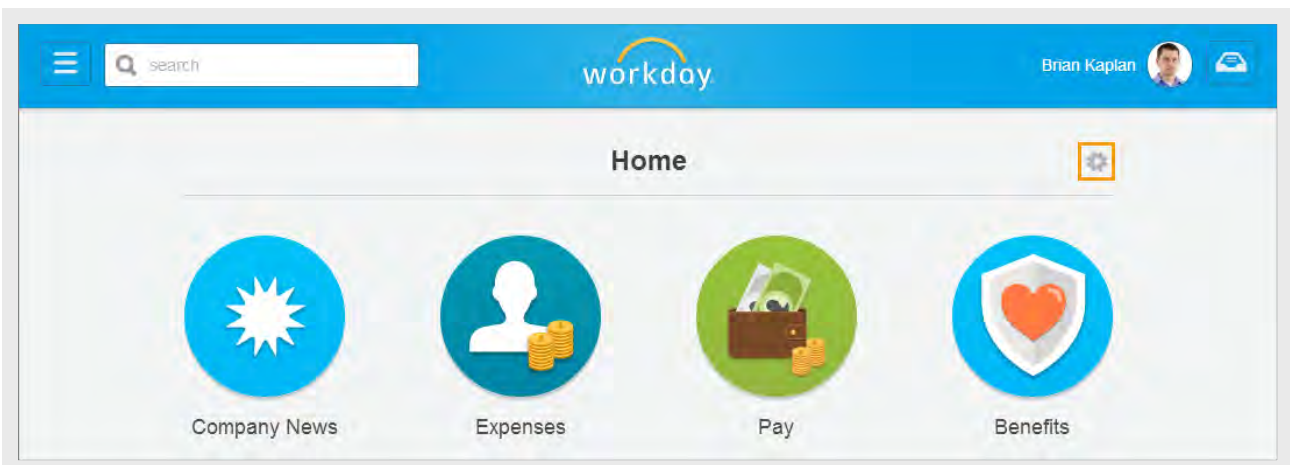 search
workday.
Brian Kaplan
Home
Company News
Expenses
Pay
Benefits